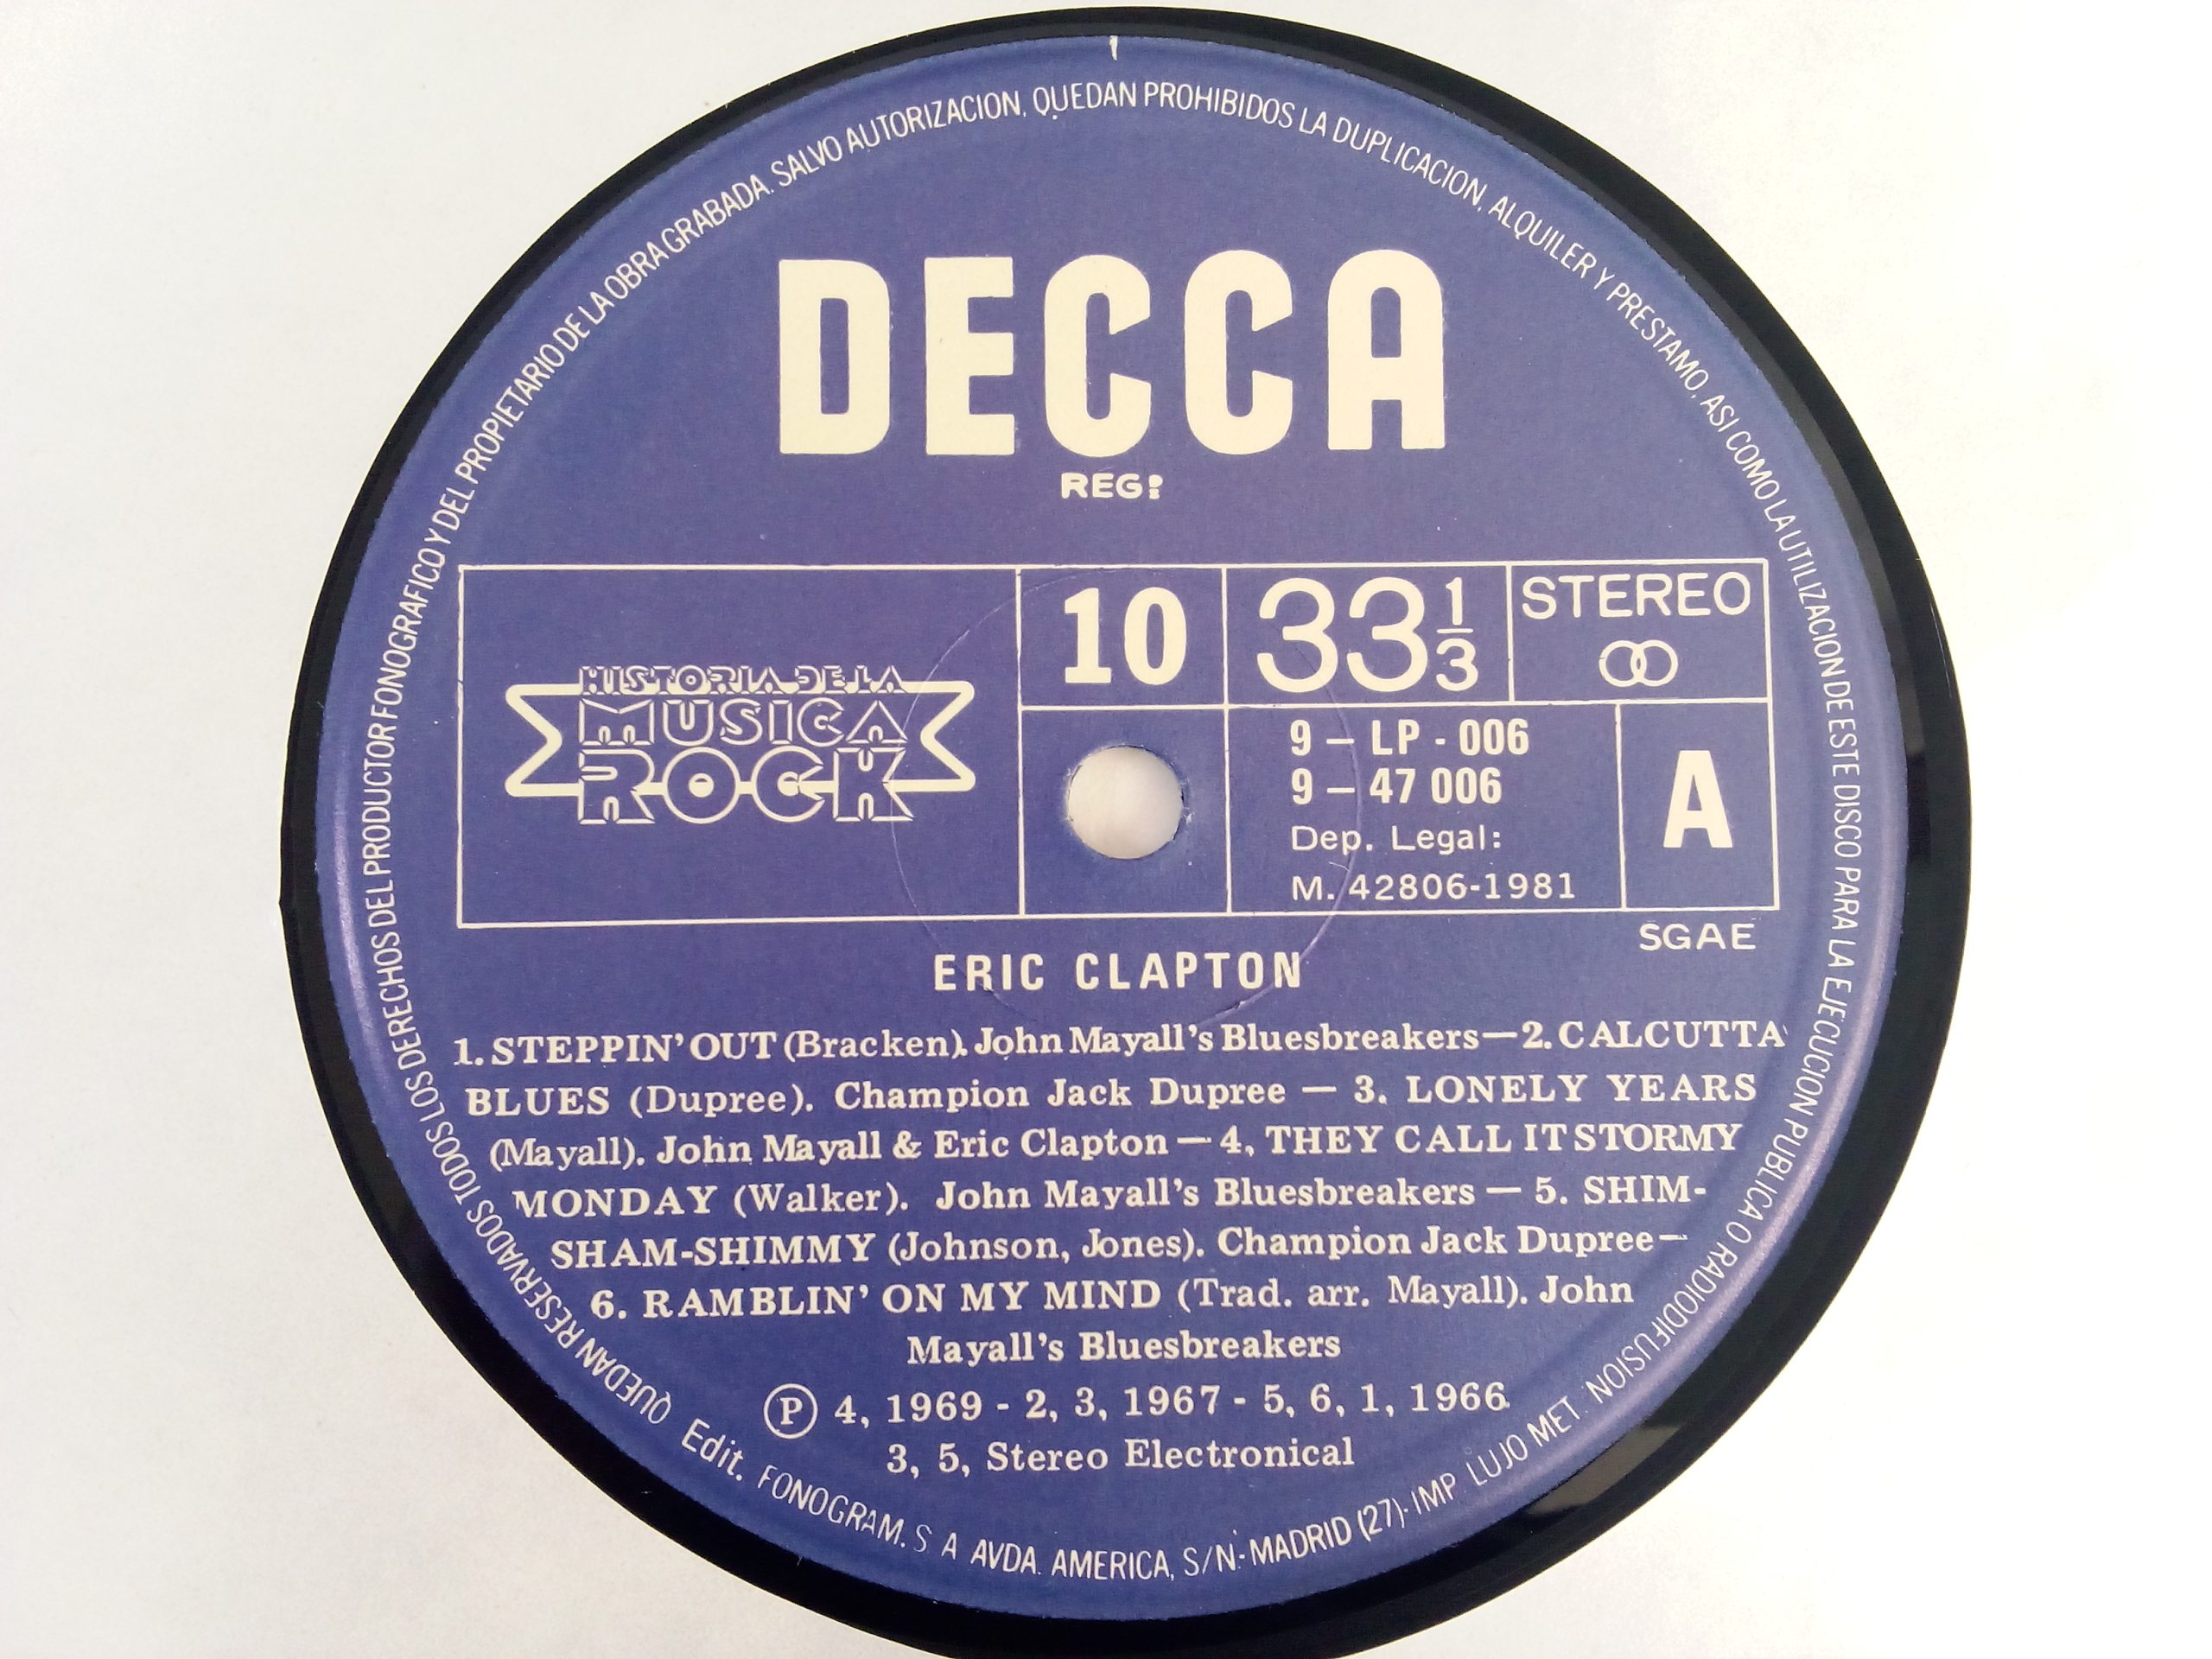 QUEDAN RESERVADOS TODOS LOS DERECHOS DEL PRODUCTOR FONOGRAFICO Y DEL PROPIETARIO DE LA OBRA GRABADA. SALVO AUTORIZACION, QUEDAN PROHIBIDOS LA DUPLICACION, ALQUILER Y PRESTAMO, ASI COMO LA UTILIZACION DE ESTE DISCO PARA LA EJECUCION PUBLICA O RADIODIFUSION
DECCA
REG:
HISTORIA DE LA
MUSICA
ROCK
10
33 1/3
STEREO
9 – LP - 006
9 – 47 006
Dep. Legal:
M. 42806-1981
A
SGAE
ERIC CLAPTON
1. STEPPIN' OUT (Bracken). John Mayall's Bluesbreakers — 2. CALCUTTA
BLUES (Dupree). Champion Jack Dupree — 3. LONELY YEARS
(Mayall). John Mayall & Eric Clapton — 4, THEY CALL IT STORMY
MONDAY (Walker). John Mayall's Bluesbreakers — 5. SHIM-
SHAM-SHIMMY (Johnson, Jones). Champion Jack Dupree —
6. RAMBLIN' ON MY MIND (Trad. arr. Mayall). John
Mayall's Bluesbreakers
Ⓟ 4, 1969 - 2, 3, 1967 - 5, 6, 1, 1966
3, 5, Stereo Electronical
Edit. FONOGRAM. S A AVDA. AMERICA, S/N.- MADRID (27)- IMP LUJO MET.